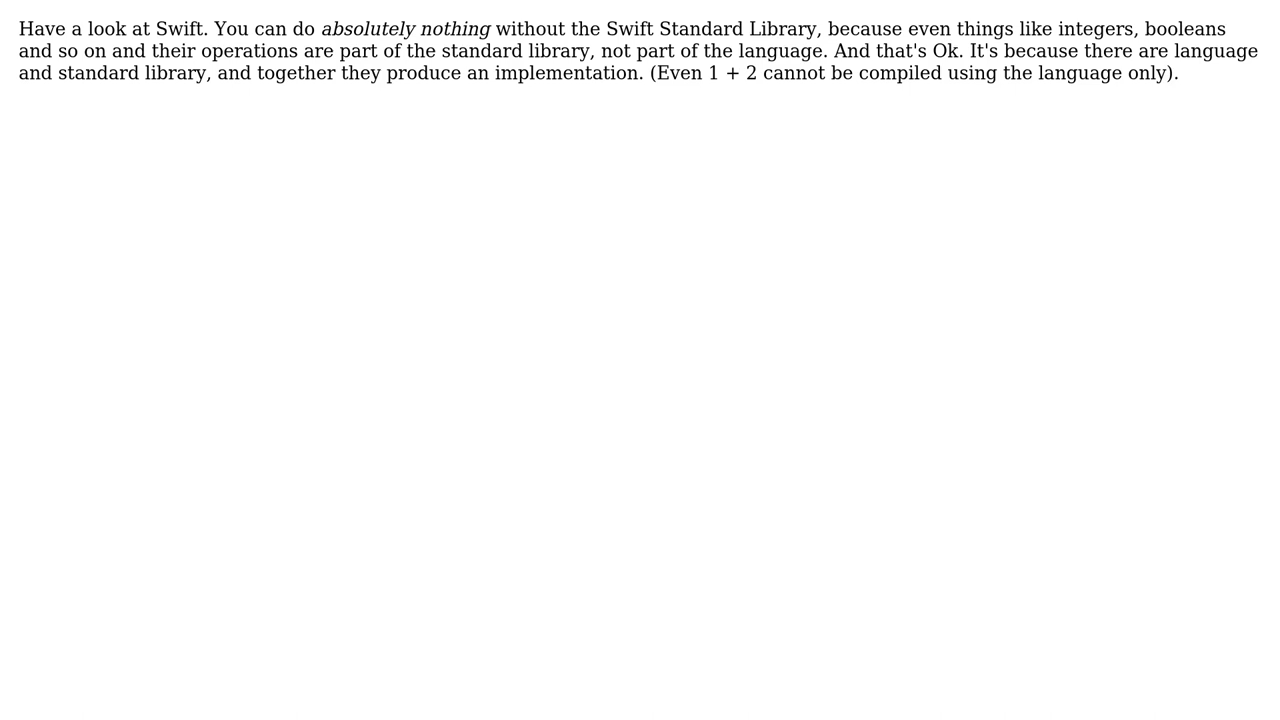 Have a look at Swift. You can do absolutely nothing without the Swift Standard Library, because even things like integers, booleans
and so on and their operations are part of the standard library, not part of the language. And that's Ok. It's because there are language
and standard library, and together they produce an implementation. (Even 1 + 2 cannot be compiled using the language only).